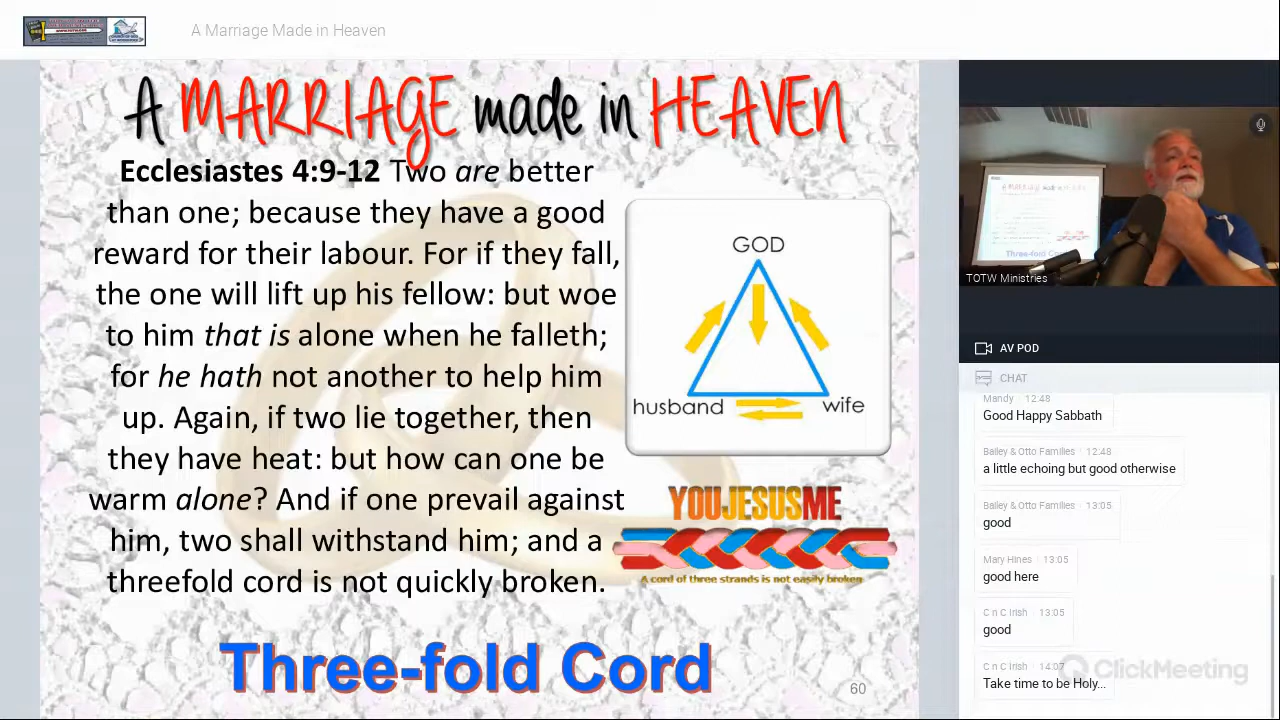 A Marriage Made in Heaven
A MARRIAGE made in HEAVEN
Ecclesiastes 4:9-12 Two are better
than one; because they have a good
reward for their labour. For if they fall,
the one will lift up his fellow: but woe
to him that is alone when he falleth;
for he hath not another to help him
up. Again, if two lie together, then
they have heat: but how can one be
warm alone? And if one prevail against
him, two shall withstand him; and a
threefold cord is not quickly broken.
GOD
husband
wife
YOUJESUSME
A cord of three strands is not easily broken
Three-fold Cord
60
TOTW Ministries
AV POD
CHAT
Mandy 12:48
Good Happy Sabbath
Bailey & Otto Families 12:48
a little echoing but good otherwise
Bailey & Otto Families 13:05
good
Mary Hines 13:05
good here
C n C Irish 13:05
good
C n C Irish 14:07
Take time to be Holy...
ClickMeeting